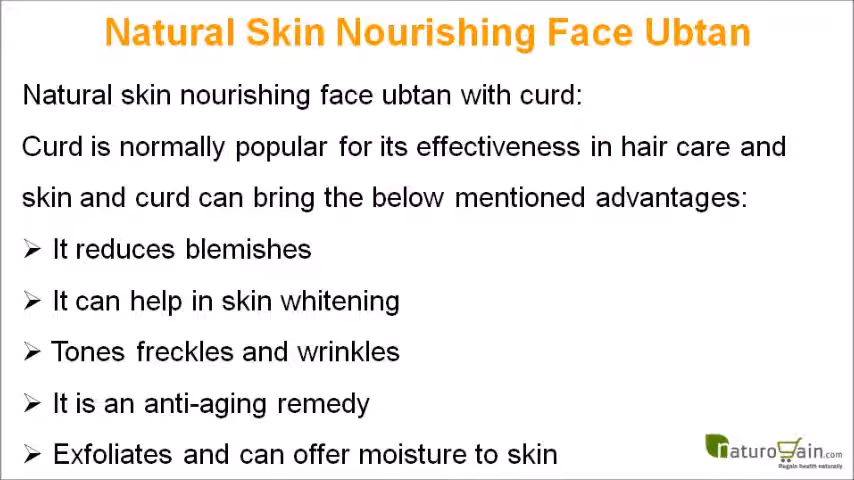 Natural Skin Nourishing Face Ubtan
Natural skin nourishing face ubtan with curd:
Curd is normally popular for its effectiveness in hair care and
skin and curd can bring the below mentioned advantages:
➢ It reduces blemishes
➢ It can help in skin whitening
➢ Tones freckles and wrinkles
➢ It is an anti-aging remedy
➢ Exfoliates and can offer moisture to skin
naturogain.com
Regain health naturally